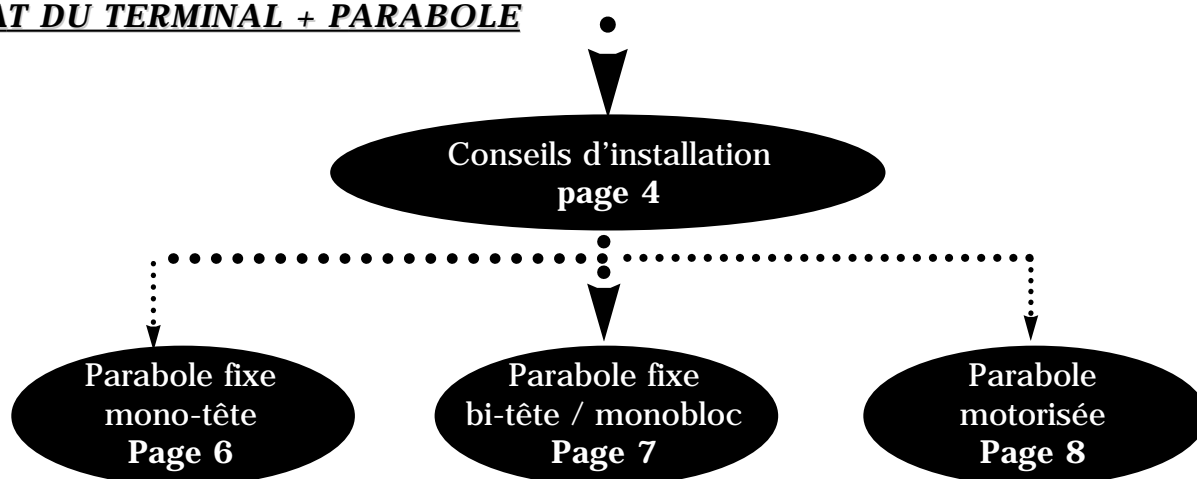 DU TERMINAL + PARABOLE
Conseils d'installation
page 4
Parabole fixe
mono-tête
Page 6
Parabole fixe
bi-tête / monobloc
Page 7
Parabole
motorisée
Page 8